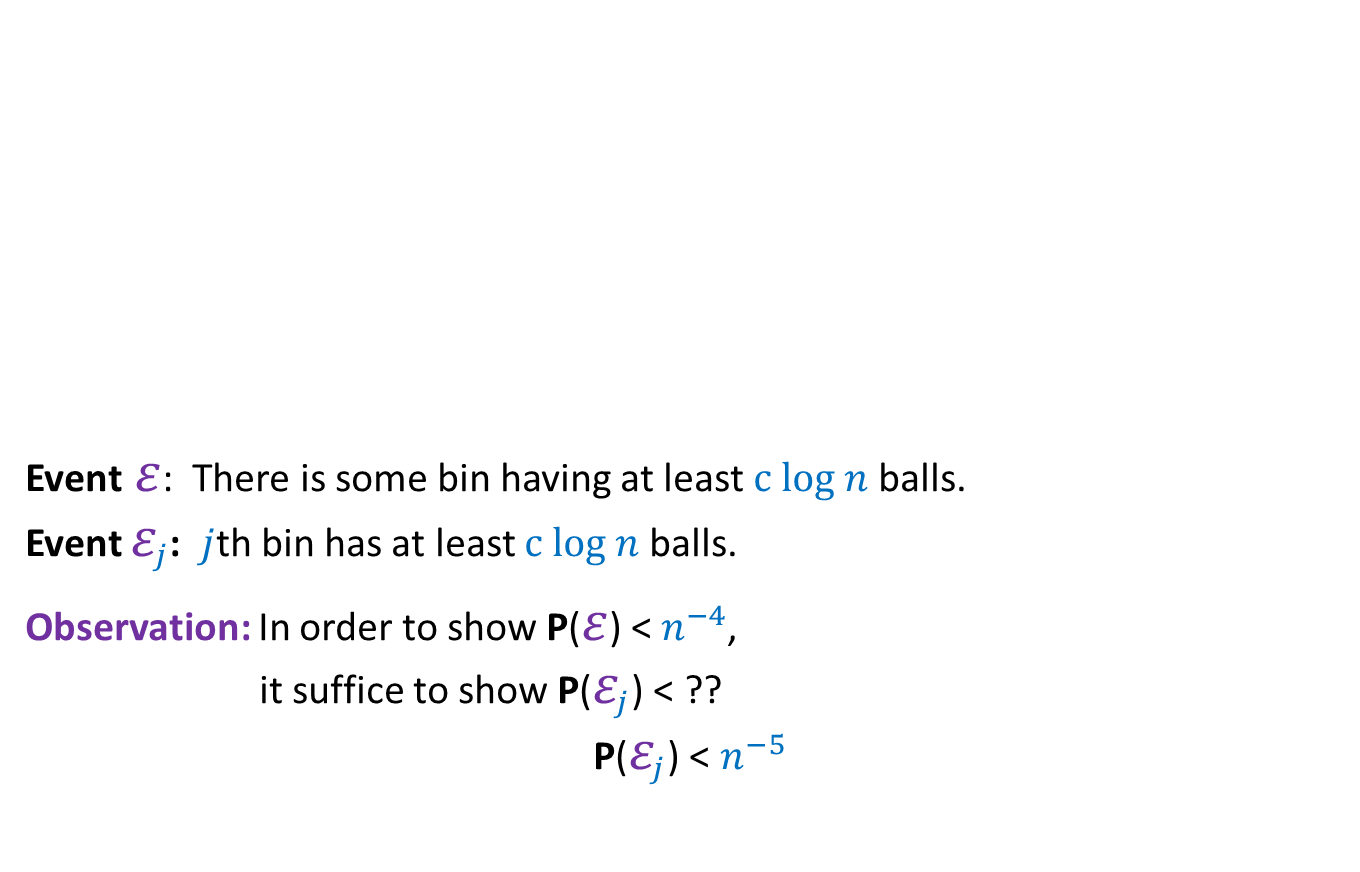 Event ℰ: There is some bin having at least c log n balls.
Event ℰⱼ: jth bin has at least c log n balls.
Observation: In order to show P(ℰ) < n⁻⁴,
it suffice to show P(ℰⱼ) < ??
P(ℰⱼ) < n⁻⁵